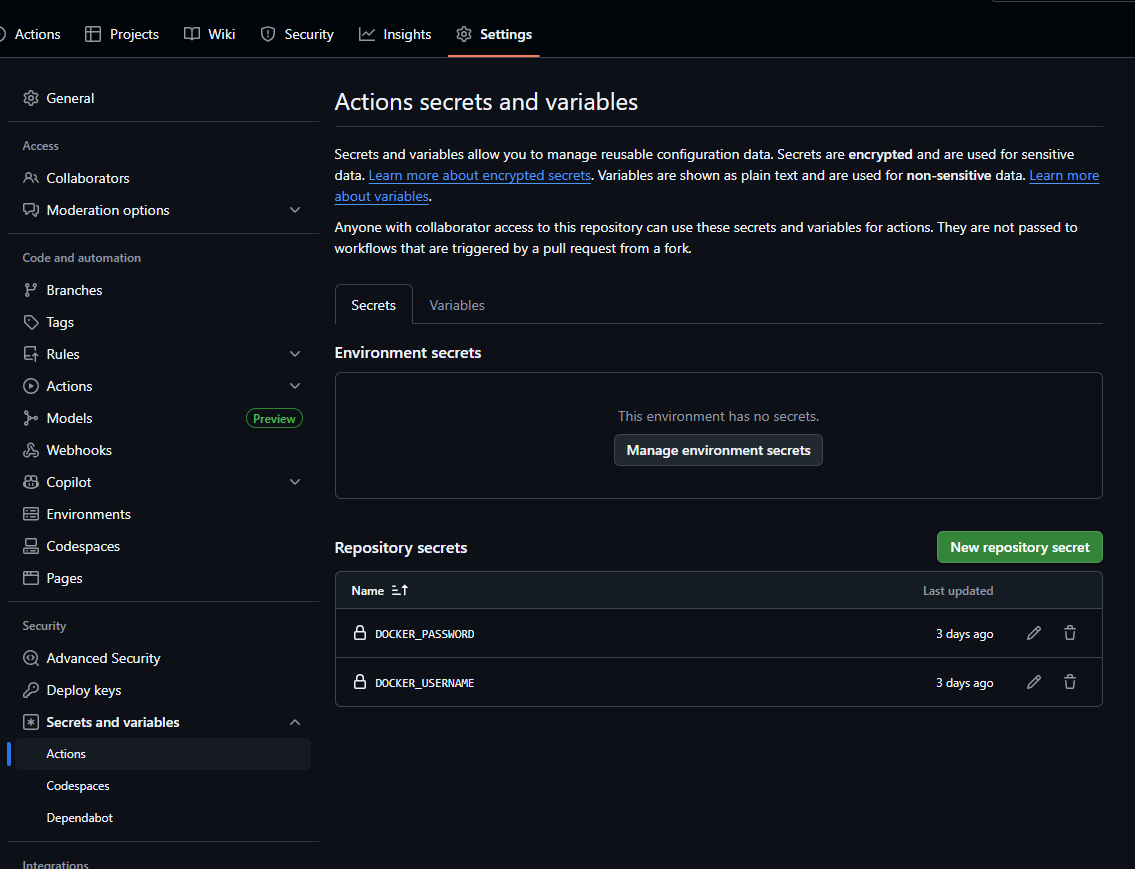 Actions Projects Wiki Security Insights Settings
General
Access
Collaborators
Moderation options
Code and automation
Branches
Tags
Rules
Actions
Models Preview
Webhooks
Copilot
Environments
Codespaces
Pages
Security
Advanced Security
Deploy keys
Secrets and variables
Actions
Codespaces
Dependabot
Integrations
Actions secrets and variables
Secrets and variables allow you to manage reusable configuration data. Secrets are encrypted and are used for sensitive
data. Learn more about encrypted secrets. Variables are shown as plain text and are used for non-sensitive data. Learn more
about variables.
Anyone with collaborator access to this repository can use these secrets and variables for actions. They are not passed to
workflows that are triggered by a pull request from a fork.
Secrets Variables
Environment secrets
This environment has no secrets.
Manage environment secrets
Repository secrets New repository secret
Name Last updated
DOCKER_PASSWORD 3 days ago
DOCKER_USERNAME 3 days ago